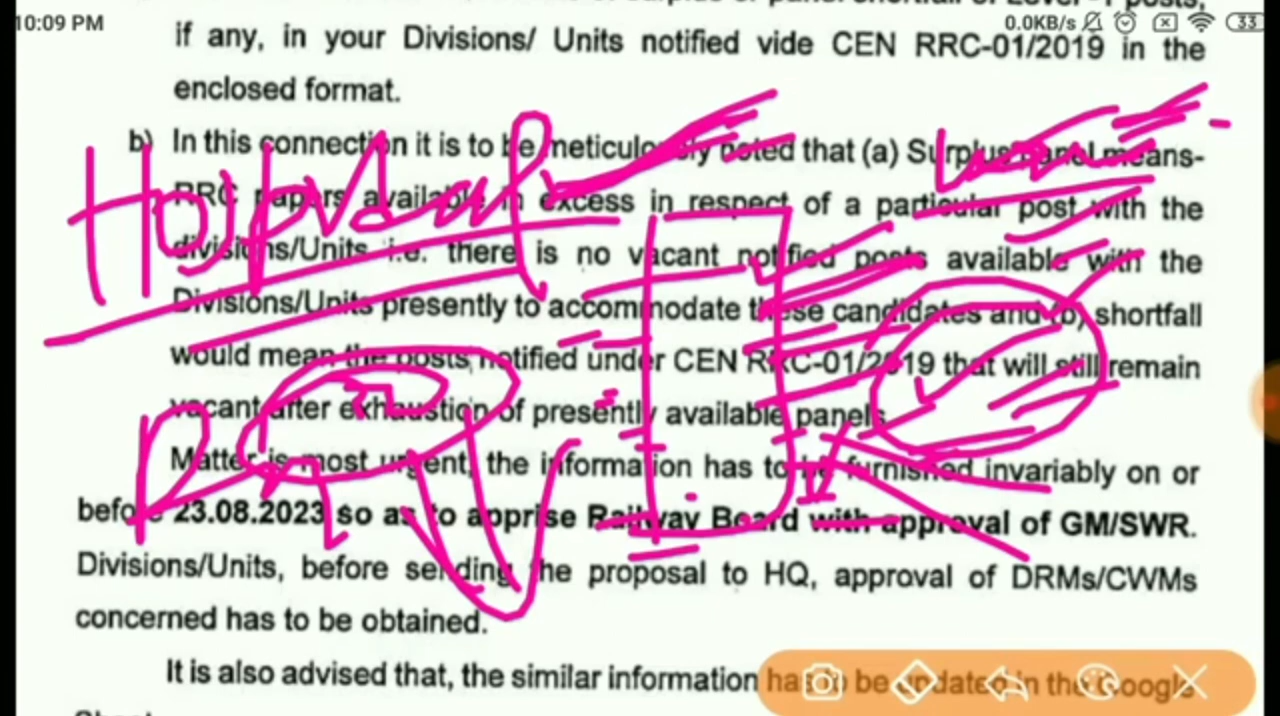 10:09 PM 0.0KB/s 33
if any, in your Divisions/ Units notified vide CEN RRC-01/2019 in the
enclosed format.
b) In this connection it is to be meticulously noted that (a) Surplus panel means-
RRC papers available in excess in respect of a particular post with the
divisions/Units i.e. there is no vacant notified posts available with the
Divisions/Units presently to accommodate these candidates and (b) shortfall
would mean the posts notified under CEN RRC-01/2019 that will still remain
vacant after exhaustion of presently available panels.
Matter is most urgent, the information has to be furnished invariably on or
before 23.08.2023 so as to apprise Railway Board with approval of GM/SWR.
Divisions/Units, before sending the proposal to HQ, approval of DRMs/CWMs
concerned has to be obtained.
It is also advised that, the similar information has to be updated in the Google